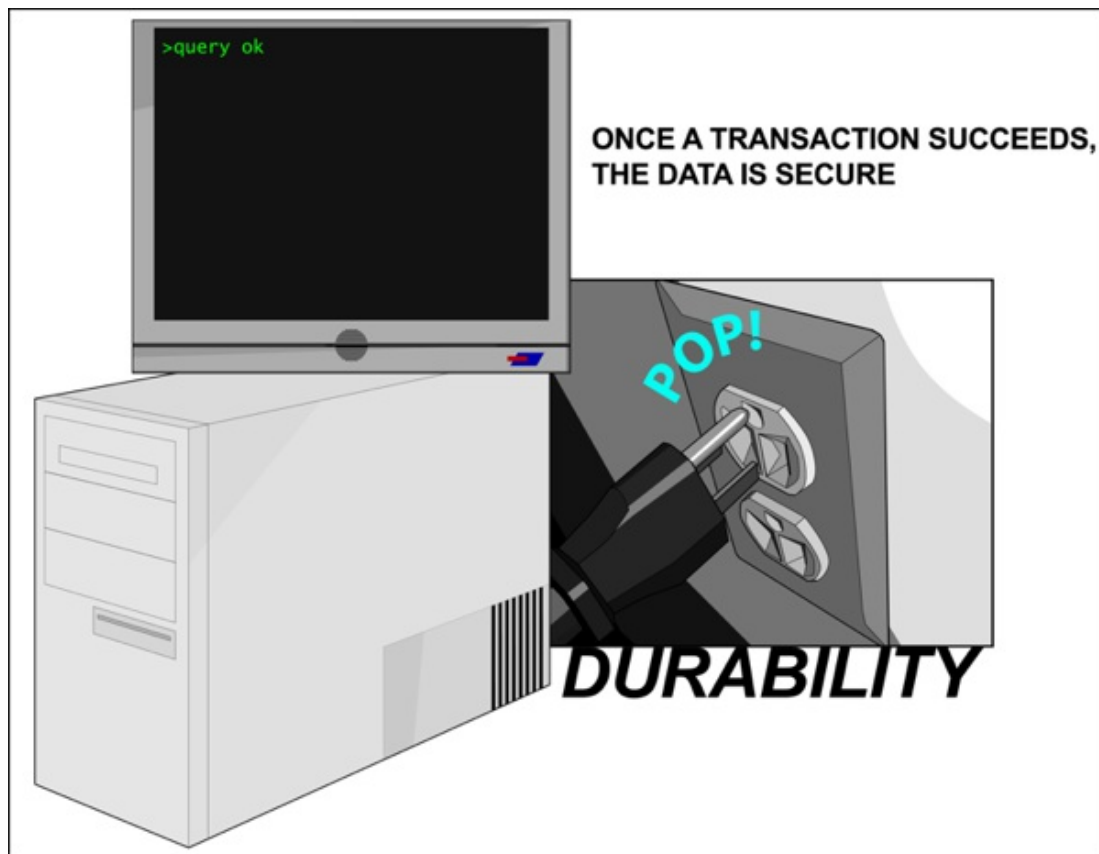 >query ok
ONCE A TRANSACTION SUCCEEDS,
THE DATA IS SECURE
POP!
DURABILITY